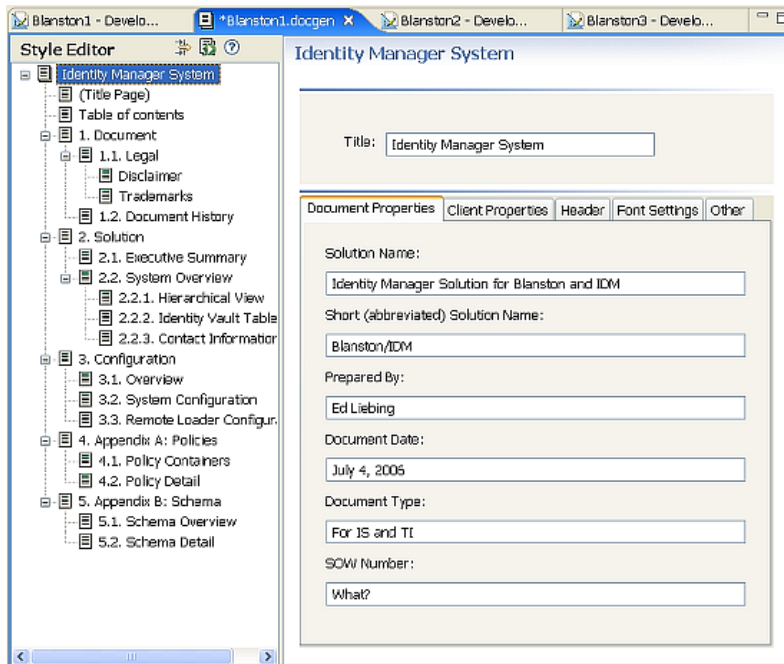 Blanston1 - Develo...
*Blanston1.docgen
Blanston2 - Develo...
Blanston3 - Develo...
Style Editor
Identity Manager System
(Title Page)
Table of contents
1. Document
1.1. Legal
Disclaimer
Trademarks
1.2. Document History
2. Solution
2.1. Executive Summary
2.2. System Overview
2.2.1. Hierarchical View
2.2.2. Identity Vault Table
2.2.3. Contact Information
3. Configuration
3.1. Overview
3.2. System Configuration
3.3. Remote Loader Configur
4. Appendix A: Policies
4.1. Policy Containers
4.2. Policy Detail
5. Appendix B: Schema
5.1. Schema Overview
5.2. Schema Detail
Identity Manager System
Title: Identity Manager System
Document Properties Client Properties Header Font Settings Other
Solution Name:
Identity Manager Solution for Blanston and IDM
Short (abbreviated) Solution Name:
Blanston/IDM
Prepared By:
Ed Liebing
Document Date:
July 4, 2006
Document Type:
For IS and TI
SOW Number:
What?